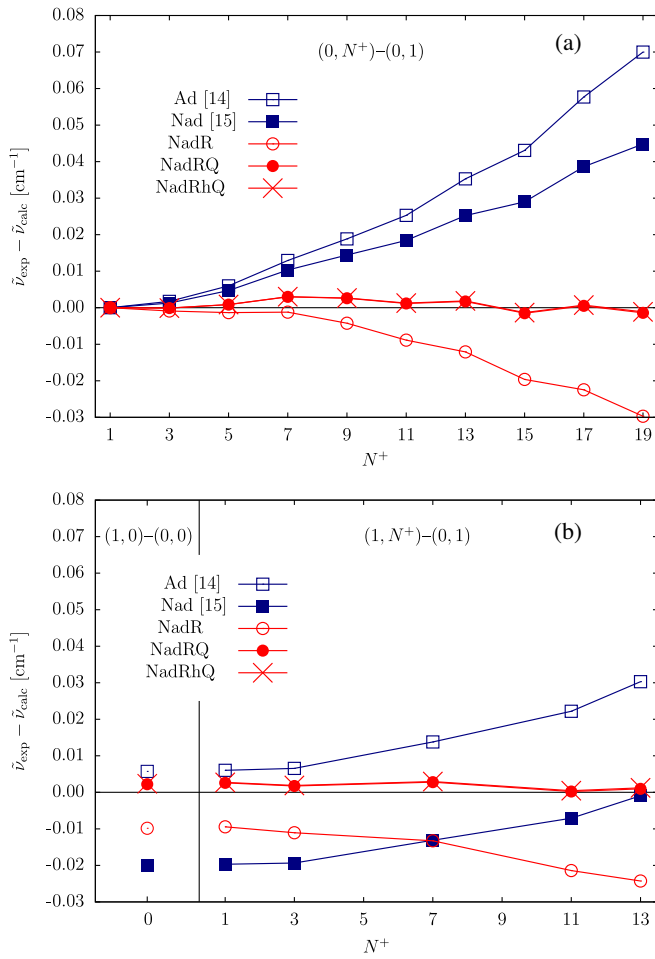 0.08
0.07
0.06
0.05
0.04
0.03
0.02
0.01
0.00
-0.01
-0.02
-0.03
ν̃exp − ν̃calc [cm⁻¹]
(0, N⁺)–(0, 1)
(a)
Ad [14]
Nad [15]
NadR
NadRQ
NadRhQ
1 3 5 7 9 11 13 15 17 19
N⁺
0.08
0.07
0.06
0.05
0.04
0.03
0.02
0.01
0.00
-0.01
-0.02
-0.03
ν̃exp − ν̃calc [cm⁻¹]
(1, 0)–(0, 0)
(1, N⁺)–(0, 1)
(b)
Ad [14]
Nad [15]
NadR
NadRQ
NadRhQ
0 1 3 7 11 13
N⁺